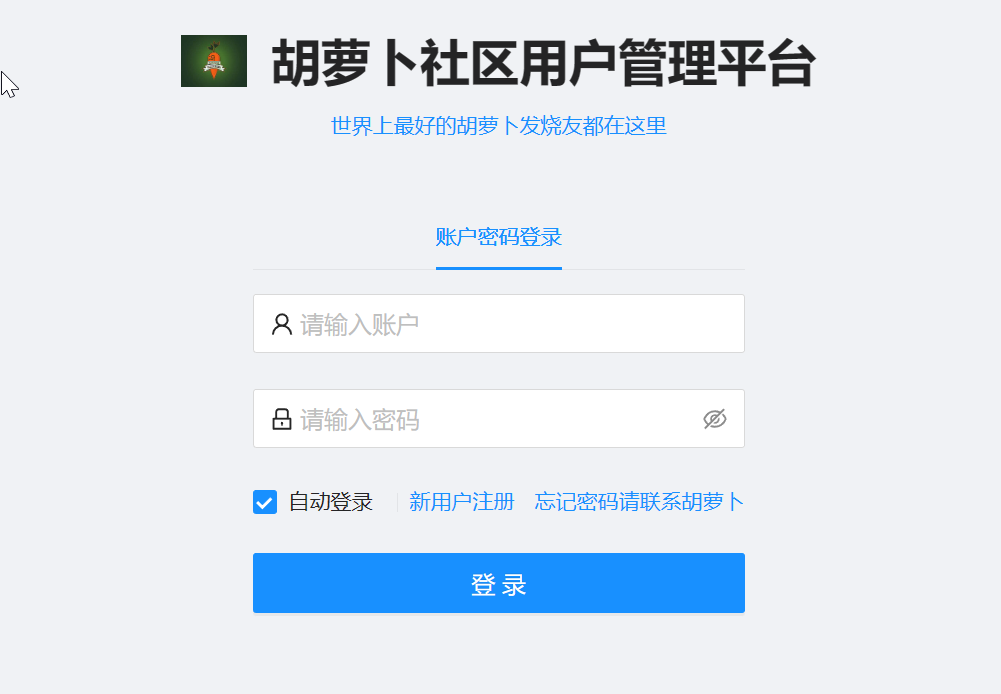 胡萝卜社区用户管理平台
世界上最好的胡萝卜发烧友都在这里
账户密码登录
请输入账户
请输入密码
自动登录 新用户注册 忘记密码请联系胡萝卜
登 录